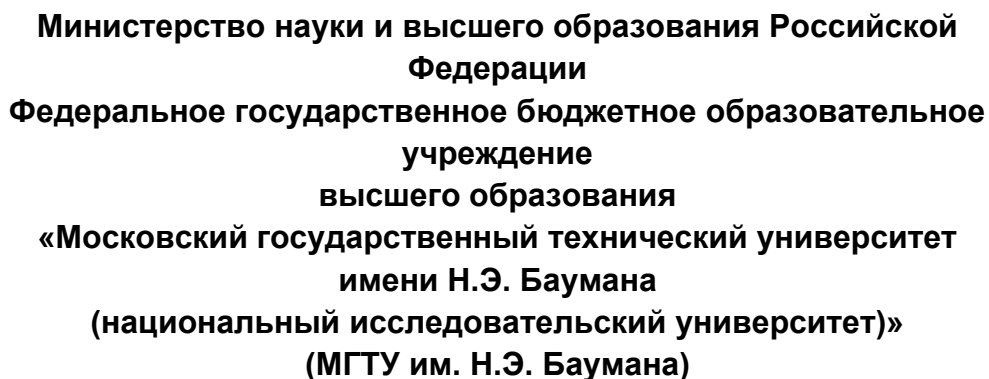 Министерство науки и высшего образования Российской
Федерации
Федеральное государственное бюджетное образовательное
учреждение
высшего образования
«Московский государственный технический университет
имени Н.Э. Баумана
(национальный исследовательский университет)»
(МГТУ им. Н.Э. Баумана)